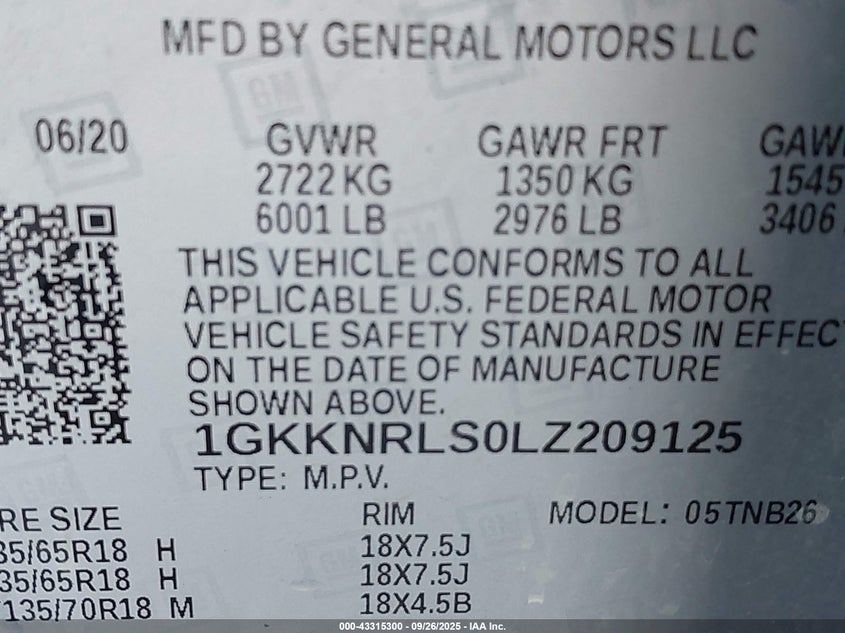 MFD BY GENERAL MOTORS LLC
06/20 GVWR GAWR FRT
2722 KG 1350 KG 1545
6001 LB 2976 LB 3406
THIS VEHICLE CONFORMS TO ALL
APPLICABLE U.S. FEDERAL MOTOR
VEHICLE SAFETY STANDARDS IN EFFEC
ON THE DATE OF MANUFACTURE
SHOWN ABOVE.
1GKKNRLS0LZ209125
TYPE: M.P.V.
RE SIZE RIM MODEL: 05TNB26
35/65R18 H 18X7.5J
35/65R18 H 18X7.5J
135/70R18 M 18X4.5B
000-43315300 - 09/26/2025 - IAA Inc.